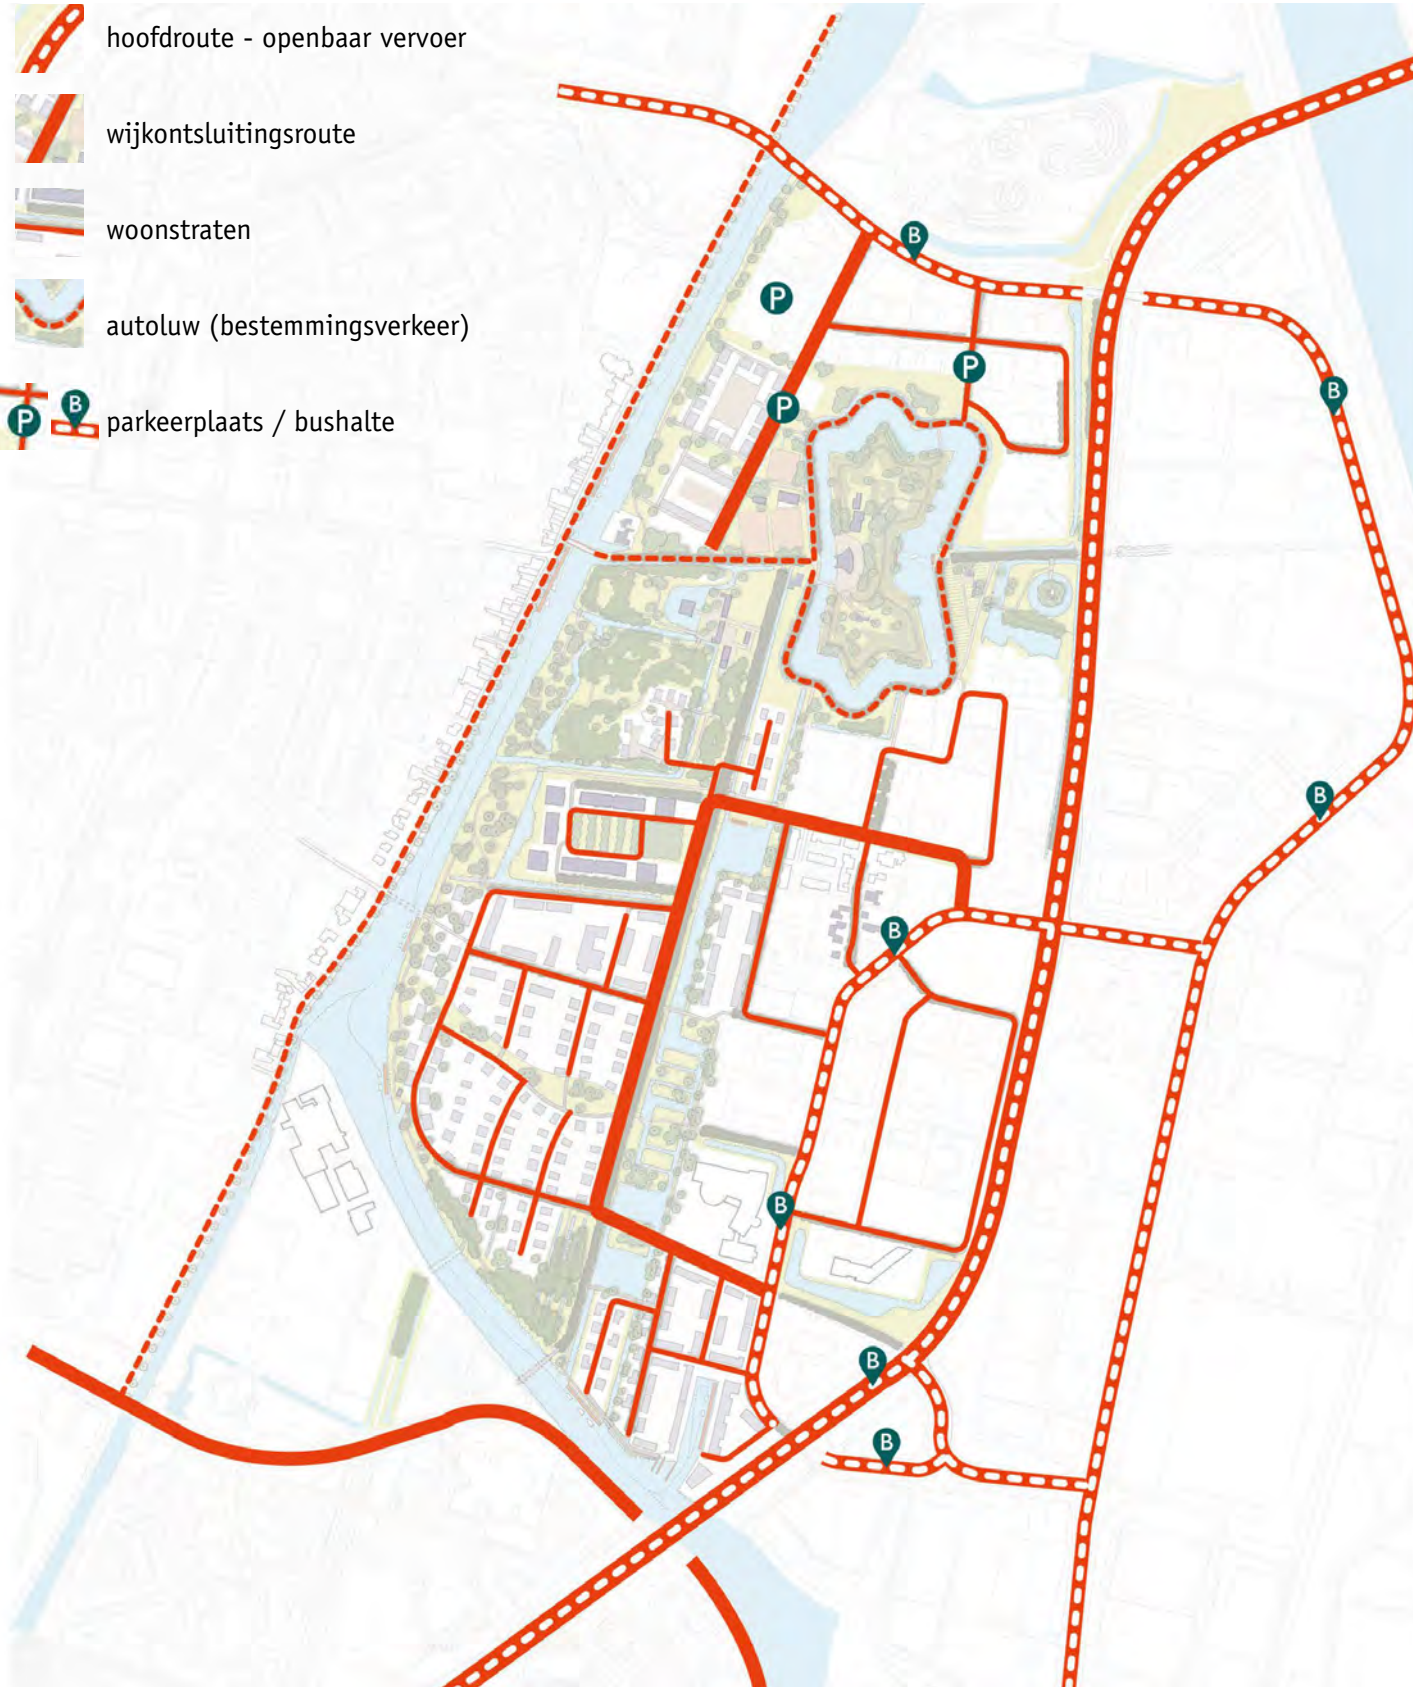 hoofdroute - openbaar vervoer
wijkontsluitingsroute
woonstraten
autoluw (bestemmingsverkeer)
P B parkeerplaats / bushalte
B
P
P
B
P
B
B
B
B
B